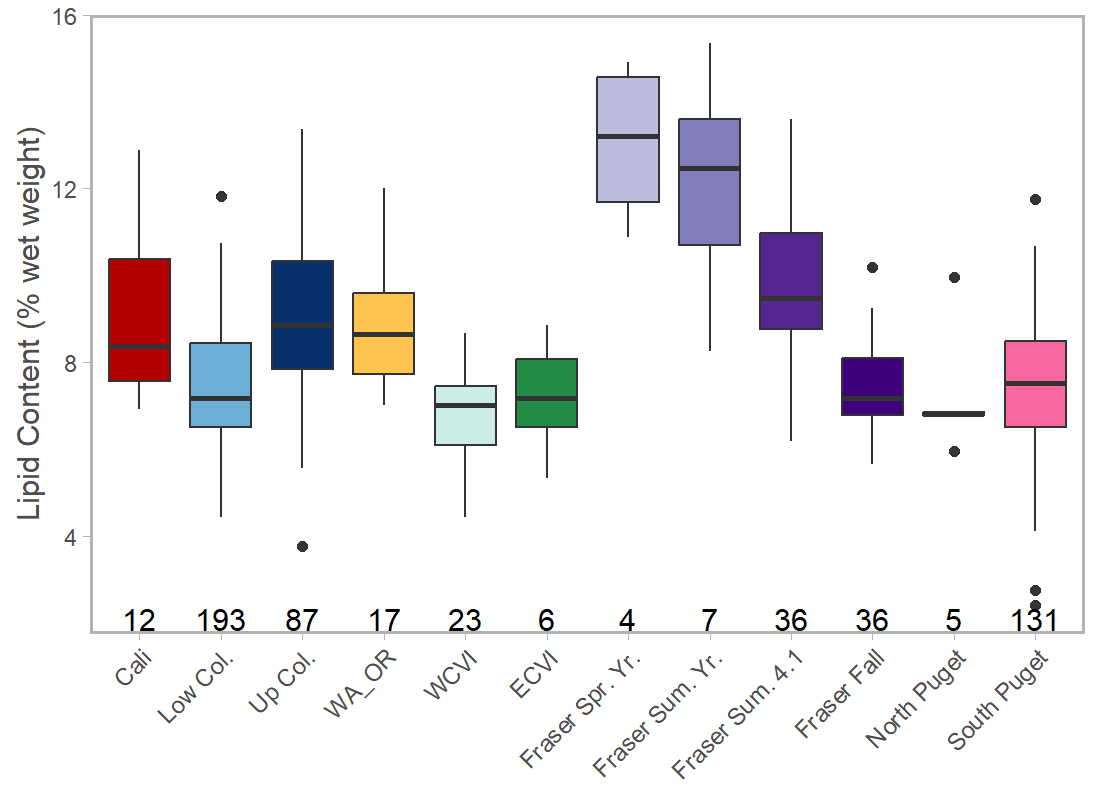 Lipid Content (% wet weight)
16
12
8
4
12 193 87 17 23 6 4 7 36 36 5 131
Cali
Low Col.
Up Col.
WA_OR
WCVI
ECVI
Fraser Spr. Yr.
Fraser Sum. Yr.
Fraser Sum. 4.1
Fraser Fall
North Puget
South Puget